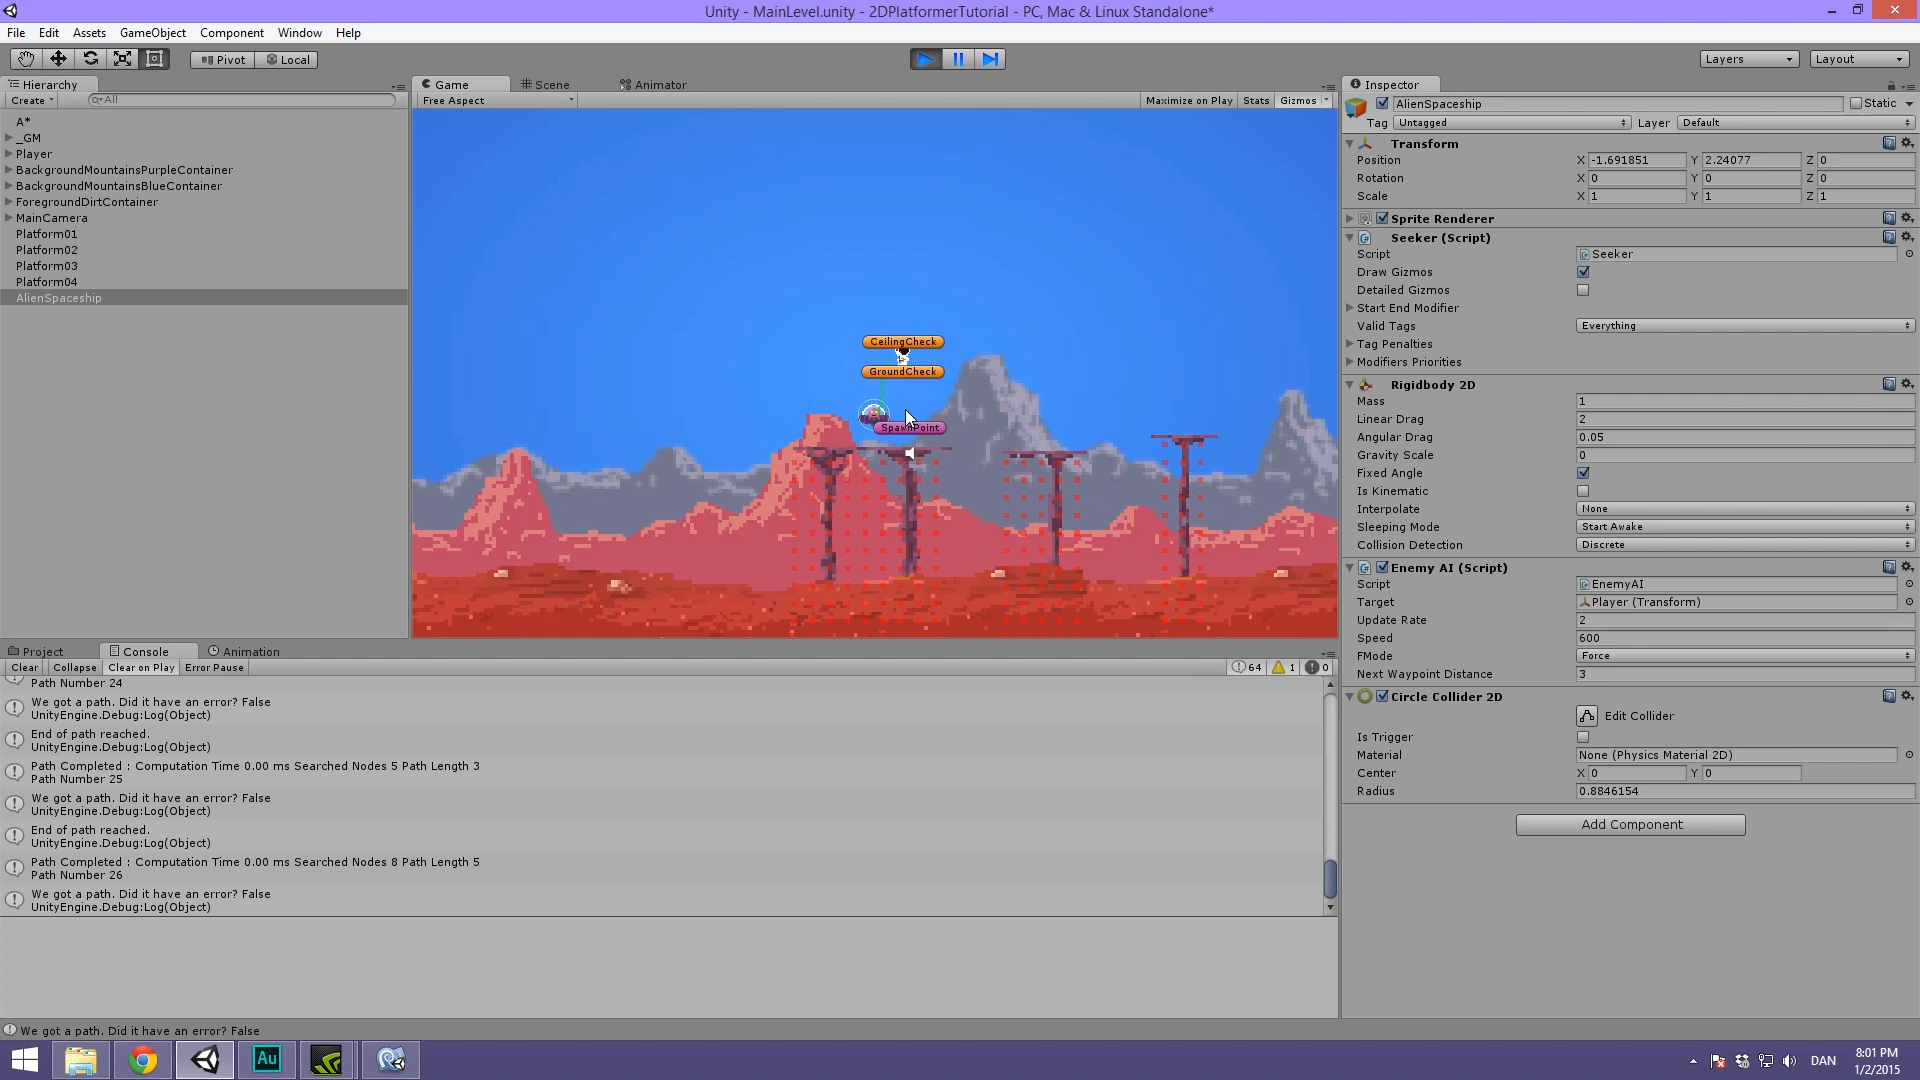 Unity - MainLevel.unity - 2DPlatformerTutorial - PC, Mac & Linux Standalone*
File Edit Assets GameObject Component Window Help
Pivot Local
Layers Layout
Hierarchy
Create All
A*
_GM
Player
BackgroundMountainsPurpleContainer
BackgroundMountainsBlueContainer
ForegroundDirtContainer
MainCamera
Platform01
Platform02
Platform03
Platform04
AlienSpaceship
Game Scene Animator
Free Aspect Maximize on Play Stats Gizmos
CeilingCheck
GroundCheck
SpawnPoint
Inspector
AlienSpaceship Static
Tag Untagged Layer Default
Transform
Position X -1.691851 Y 2.24077 Z 0
Rotation X 0 Y 0 Z 0
Scale X 1 Y 1 Z 1
Sprite Renderer
Seeker (Script)
Script Seeker
Draw Gizmos
Detailed Gizmos
Start End Modifier
Valid Tags Everything
Tag Penalties
Modifiers Priorities
Rigidbody 2D
Mass 1
Linear Drag 2
Angular Drag 0.05
Gravity Scale 0
Fixed Angle
Is Kinematic
Interpolate None
Sleeping Mode Start Awake
Collision Detection Discrete
Enemy AI (Script)
Script EnemyAI
Target Player (Transform)
Update Rate 2
Speed 600
FMode Force
Next Waypoint Distance 3
Circle Collider 2D
Edit Collider
Is Trigger
Material None (Physics Material 2D)
Center X 0 Y 0
Radius 0.8846154
Add Component
Project Console Animation
Clear Collapse Clear on Play Error Pause 64 1 0
Path Number 24
We got a path. Did it have an error? False
UnityEngine.Debug:Log(Object)
End of path reached.
UnityEngine.Debug:Log(Object)
Path Completed : Computation Time 0.00 ms Searched Nodes 5 Path Length 3
Path Number 25
We got a path. Did it have an error? False
UnityEngine.Debug:Log(Object)
End of path reached.
UnityEngine.Debug:Log(Object)
Path Completed : Computation Time 0.00 ms Searched Nodes 8 Path Length 5
Path Number 26
We got a path. Did it have an error? False
UnityEngine.Debug:Log(Object)
We got a path. Did it have an error? False
Au
DAN
8:01 PM
1/2/2015